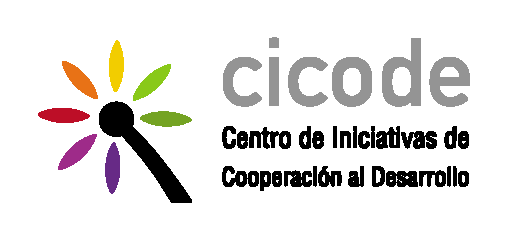 cicode
Centro de Iniciativas de
Cooperación al Desarrollo